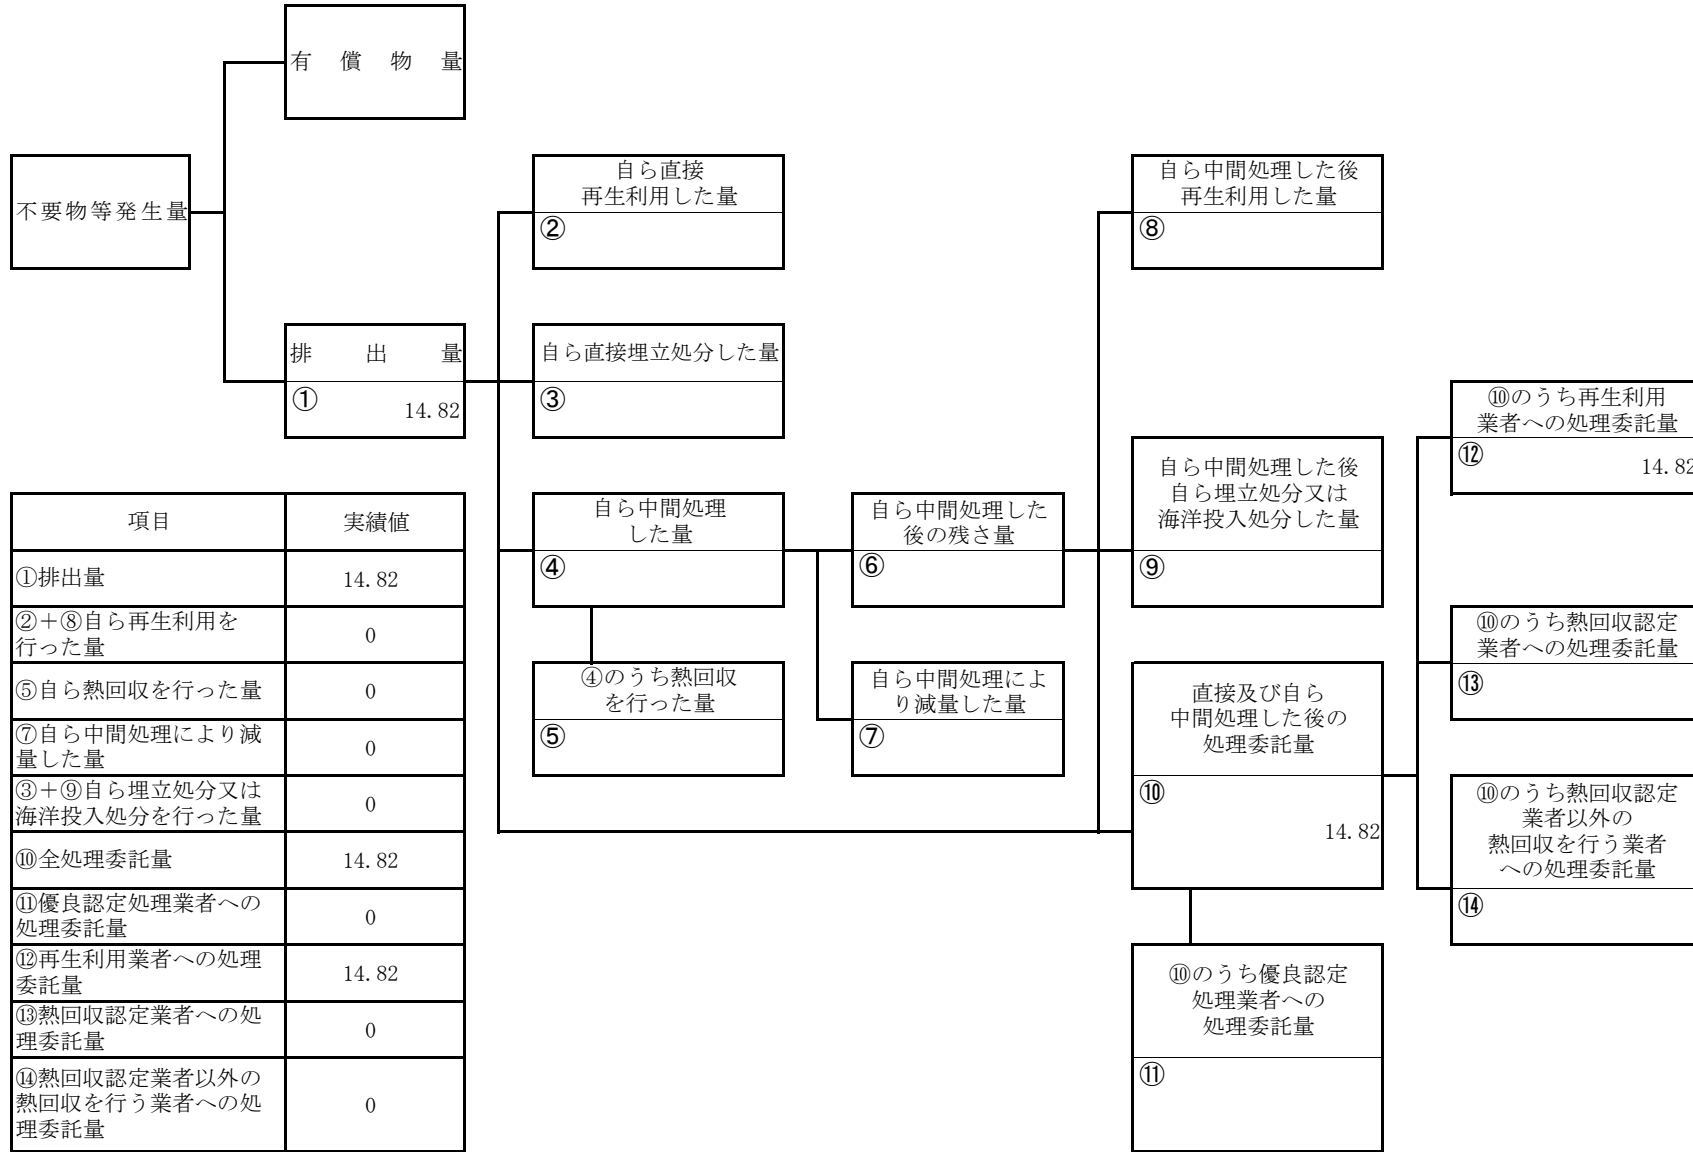 有償物量
不要物等発生量
自ら直接
再生利用した量
②
自ら中間処理した後
再生利用した量
⑧
排出量
①
14.82
自ら直接埋立処分した量
③
⑩のうち再生利用
業者への処理委託量
⑫
14.82
自ら中間処理
した量
④
自ら中間処理した
後の残さ量
⑥
自ら中間処理した後
自ら埋立処分又は
海洋投入処分した量
⑨
⑩のうち熱回収認定
業者への処理委託量
⑬
④のうち熱回収
を行った量
⑤
自ら中間処理によ
り減量した量
⑦
直接及び自ら
中間処理した後の
処理委託量
⑩
14.82
⑩のうち熱回収認定
業者以外の
熱回収を行う業者
への処理委託量
⑭
⑩のうち優良認定
処理業者への
処理委託量
⑪
項目 実績値
①排出量 14.82
②＋⑧自ら再生利用を
行った量
0
⑤自ら熱回収を行った量 0
⑦自ら中間処理により減
量した量
0
③＋⑨自ら埋立処分又は
海洋投入処分を行った量
0
⑩全処理委託量 14.82
⑪優良認定処理業者への
処理委託量
0
⑫再生利用業者への処理
委託量
14.82
⑬熱回収認定業者への処
理委託量
0
⑭熱回収認定業者以外の
熱回収を行う業者への処
理委託量
0